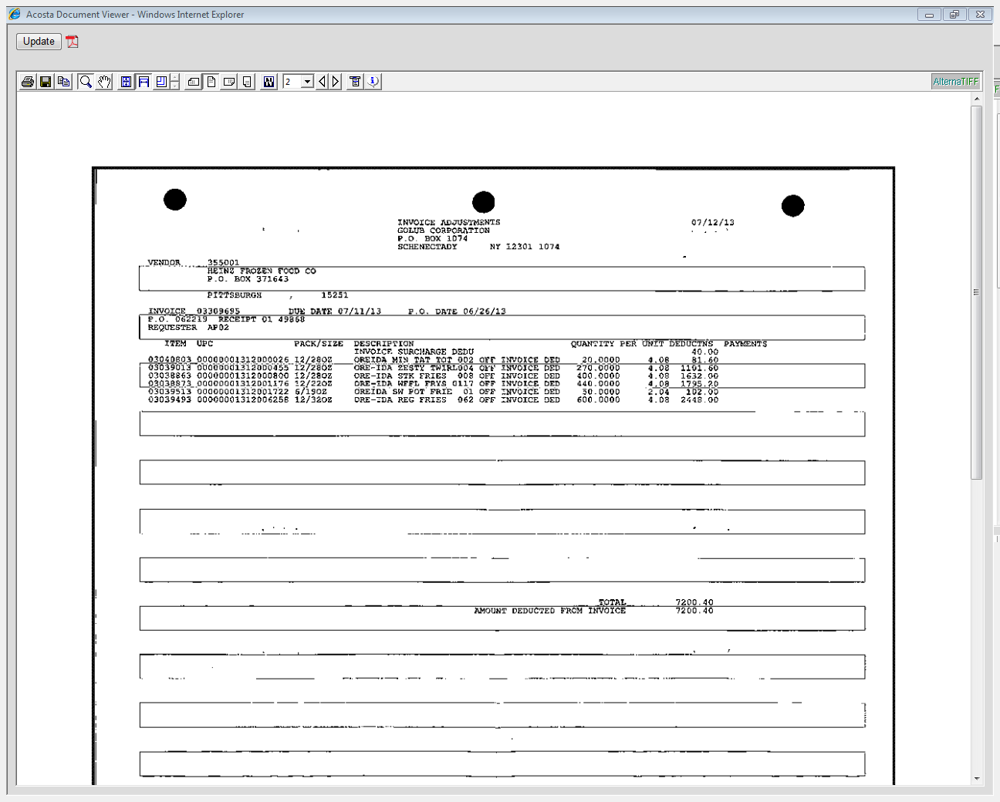 Acosta Document Viewer - Windows Internet Explorer
Update
2
AlternaTIFF
INVOICE ADJUSTMENTS 07/12/13
GOLUB CORPORATION
P.O. BOX 1074
SCHENECTADY NY 12301 1074
VENDOR 355001
HEINZ FROZEN FOOD CO
P.O. BOX 371643
PITTSBURGH , 15251
INVOICE 03309695 DUE DATE 07/11/13 P.O. DATE 06/26/13
P.O. 062219 RECEIPT 01 49868
REQUESTER AP02
ITEM UPC PACK/SIZE DESCRIPTION QUANTITY PER UNIT DEDUCTNS PAYMENTS
INVOICE SURCHARGE DEDU 40.00
03040803 00000001312000026 12/28OZ OREIDA MIN TAT TOT 002 OFF INVOICE DED 20.0000 4.08 81.60
03039013 00000001312000455 12/28OZ ORE-IDA ZESTY TWIRL004 OFF INVOICE DED 270.0000 4.08 1101.60
03038863 00000001312000800 12/28OZ ORE-IDA STK FRIES 008 OFF INVOICE DED 400.0000 4.08 1632.00
03038873 00000001312001176 12/22OZ ORE-IDA WFFL FRYS 0117 OFF INVOICE DED 440.0000 4.08 1795.20
03039513 00000001312001722 6/19OZ OREIDA SW POT FRIE 01 OFF INVOICE DED 50.0000 2.04 102.00
03039493 00000001312006258 12/32OZ ORE-IDA REG FRIES 062 OFF INVOICE DED 600.0000 4.08 2448.00
TOTAL 7200.40
AMOUNT DEDUCTED FROM INVOICE 7200.40